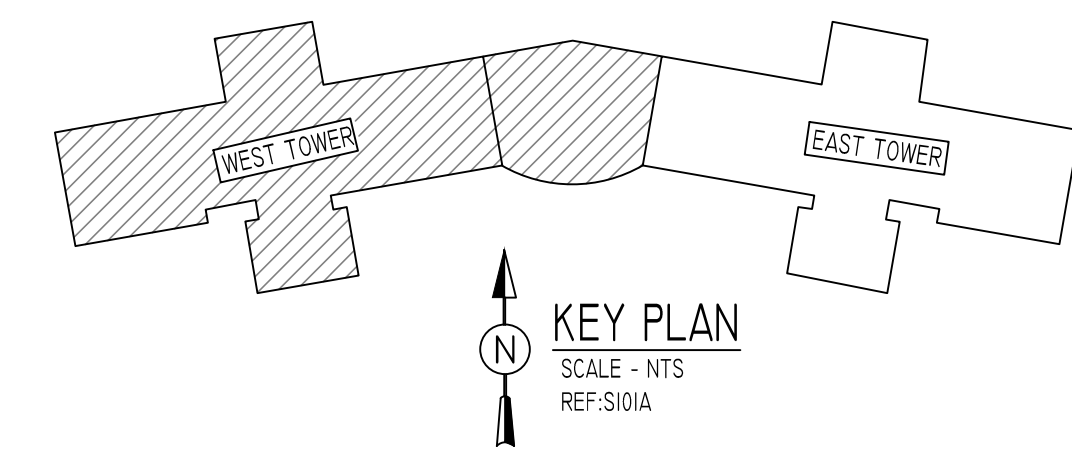 WEST TOWER
EAST TOWER
N
KEY PLAN
SCALE - NTS
REF:S101A